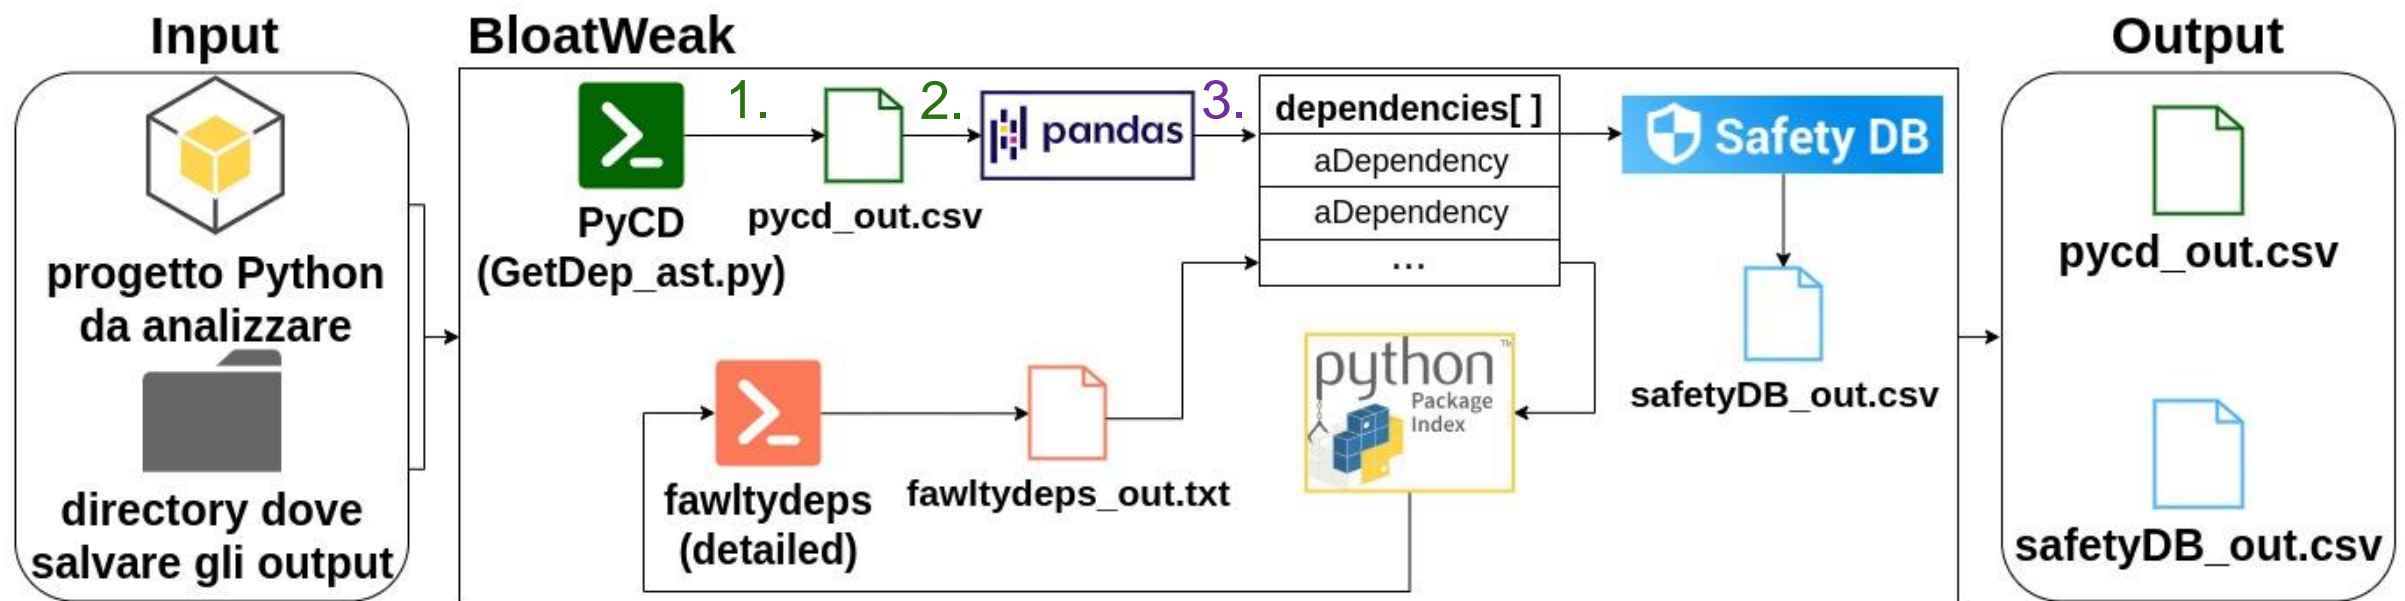 Input
BloatWeak
Output
progetto Python
da analizzare
directory dove
salvare gli output
1.
2.
3.
PyCD
(GetDep_ast.py)
pycd_out.csv
pandas
dependencies[ ]
aDependency
aDependency
...
Safety DB
safetyDB_out.csv
fawltydeps
(detailed)
fawltydeps_out.txt
python
TM
Package
Index
pycd_out.csv
safetyDB_out.csv